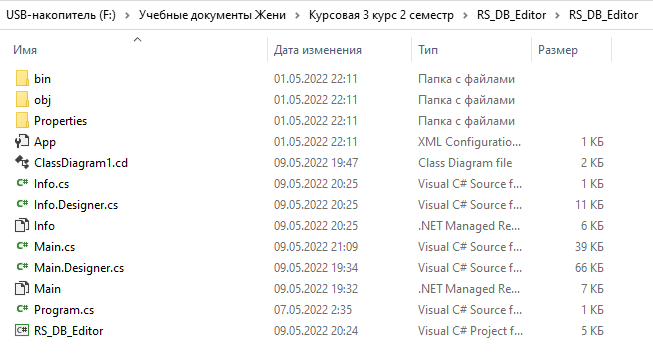 USB-накопитель (F:) > Учебные документы Жени > Курсовая 3 курс 2 семестр > RS_DB_Editor > RS_DB_Editor
Имя Дата изменения Тип Размер
bin 01.05.2022 22:11 Папка с файлами
obj 01.05.2022 22:11 Папка с файлами
Properties 01.05.2022 22:11 Папка с файлами
App 01.05.2022 22:11 XML Configuratio... 1 КБ
ClassDiagram1.cd 09.05.2022 19:47 Class Diagram file 2 КБ
C# Info.cs 09.05.2022 20:25 Visual C# Source f... 1 КБ
C# Info.Designer.cs 09.05.2022 20:25 Visual C# Source f... 11 КБ
Info 09.05.2022 20:25 .NET Managed Re... 6 КБ
C# Main.cs 09.05.2022 21:09 Visual C# Source f... 39 КБ
C# Main.Designer.cs 09.05.2022 19:34 Visual C# Source f... 66 КБ
Main 09.05.2022 19:32 .NET Managed Re... 7 КБ
C# Program.cs 07.05.2022 2:35 Visual C# Source f... 1 КБ
C# RS_DB_Editor 09.05.2022 20:24 Visual C# Project f... 5 КБ